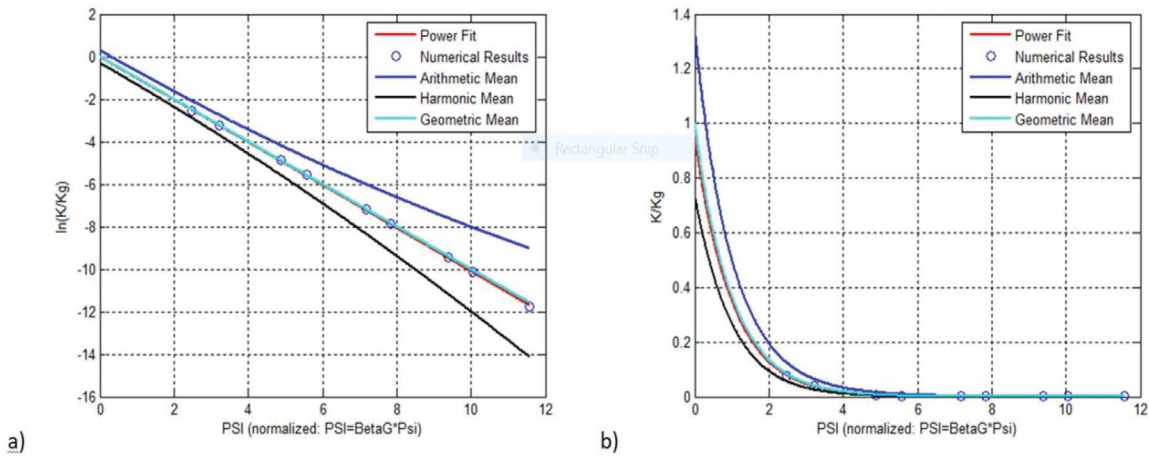 2
0
-2
-4
-6
-8
-10
-12
-14
-16
ln(K/Kg)
0 2 4 6 8 10 12
PSI (normalized: PSI=BetaG*Psi)
Power Fit
Numerical Results
Arithmetic Mean
Harmonic Mean
Geometric Mean
a)
Rectangular Snip
1.4
1.2
1
0.8
0.6
0.4
0.2
0
K/Kg
0 2 4 6 8 10 12
PSI (normalized: PSI=BetaG*Psi)
Power Fit
Numerical Results
Arithmetic Mean
Harmonic Mean
Geometric Mean
b)